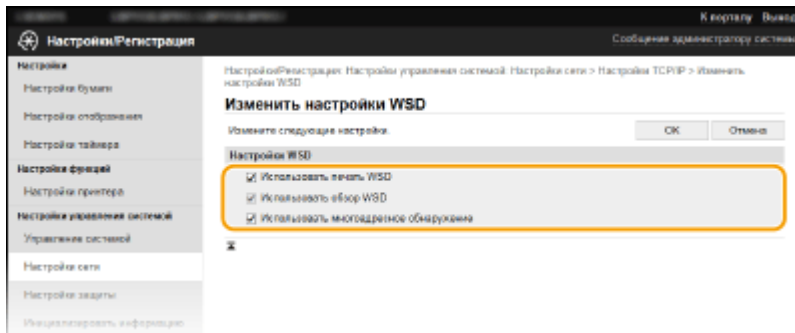 К порталу Выход
Настройки/Регистрация
Сообщение администратору системы
Настройки
Настройки бумаги
Настройки отображения
Настройки таймера
Настройки функций
Настройки принтера
Настройки управления системой
Управление системой
Настройки сети
Настройки защиты
Инициализировать информацию
Настройки/Регистрация: Настройки управления системой: Настройки сети > Настройки TCP/IP > Изменить
настройки WSD
Изменить настройки WSD
Измените следующие настройки.
OK Отмена
Настройки WSD
Использовать печать WSD
Использовать обзор WSD
Использовать многоадресное обнаружение